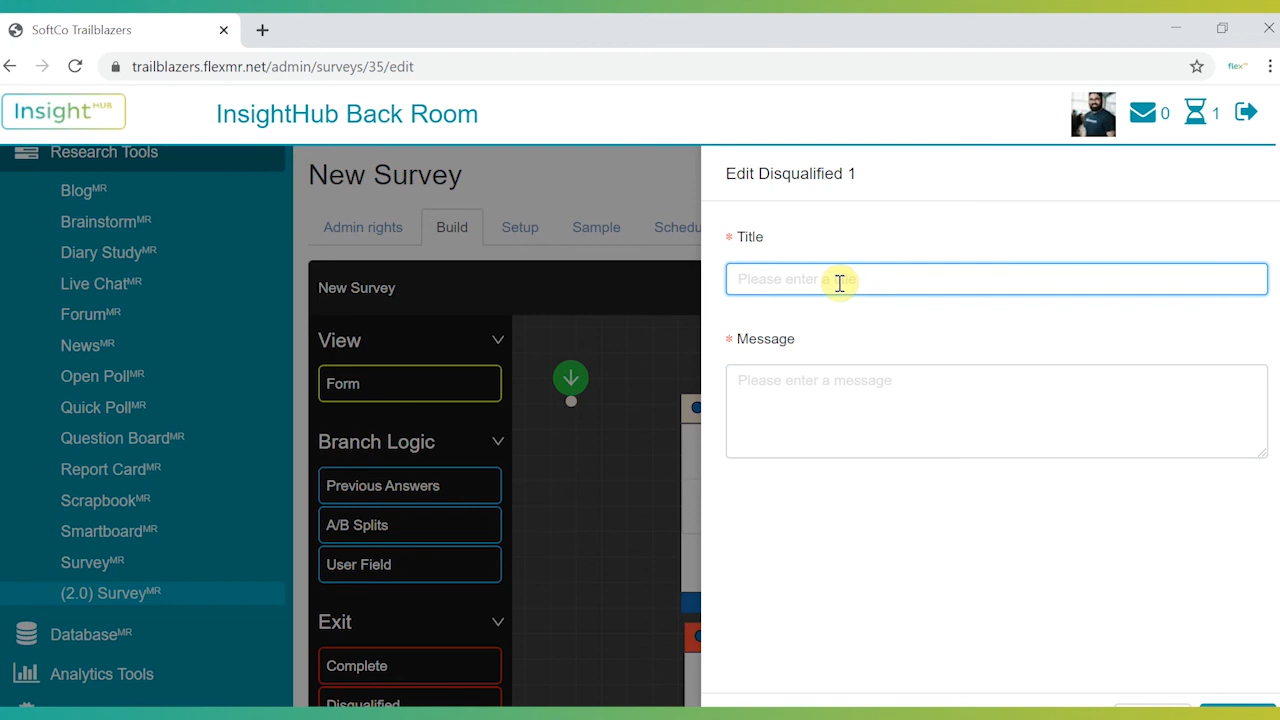 SoftCo Trailblazers
trailblazers.flexmr.net/admin/surveys/35/edit
flexMR
Insight HUB
InsightHub Back Room
0
1
Research Tools
BlogMR
BrainstormMR
Diary StudyMR
Live ChatMR
ForumMR
NewsMR
Open PollMR
Quick PollMR
Question BoardMR
Report CardMR
ScrapbookMR
SmartboardMR
SurveyMR
(2.0) SurveyMR
DatabaseMR
Analytics Tools
New Survey
Admin rights
Build
Setup
Sample
Schedu
New Survey
View
Form
Branch Logic
Previous Answers
A/B Splits
User Field
Exit
Complete
Disqualified
Edit Disqualified 1
* Title
Please enter a title
* Message
Please enter a message